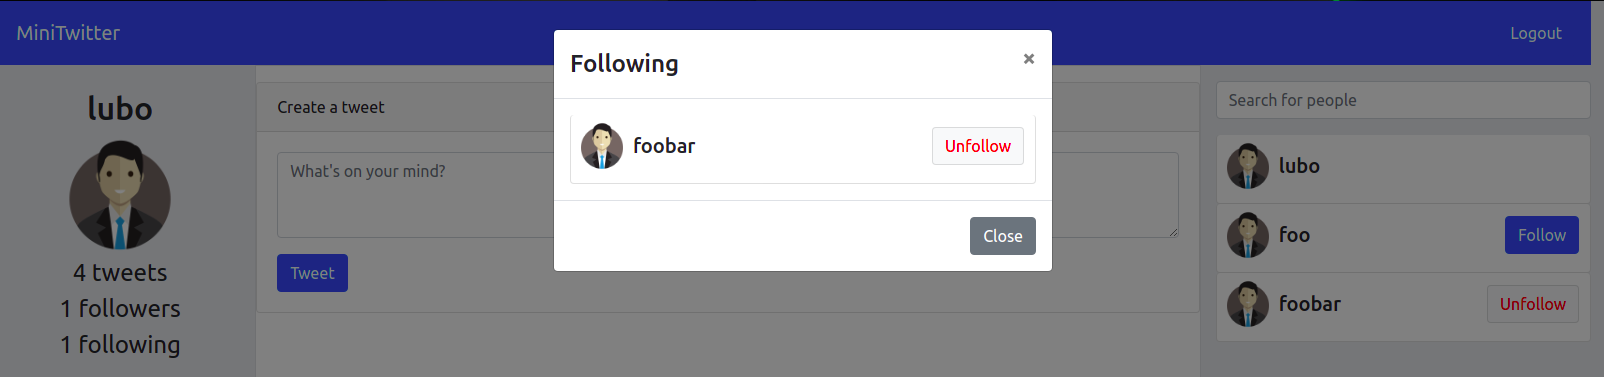 MiniTwitter
Logout
Following
×
foobar
Unfollow
Close
lubo
4 tweets
1 followers
1 following
Create a tweet
What's on your mind?
Tweet
Search for people
lubo
foo
Follow
foobar
Unfollow